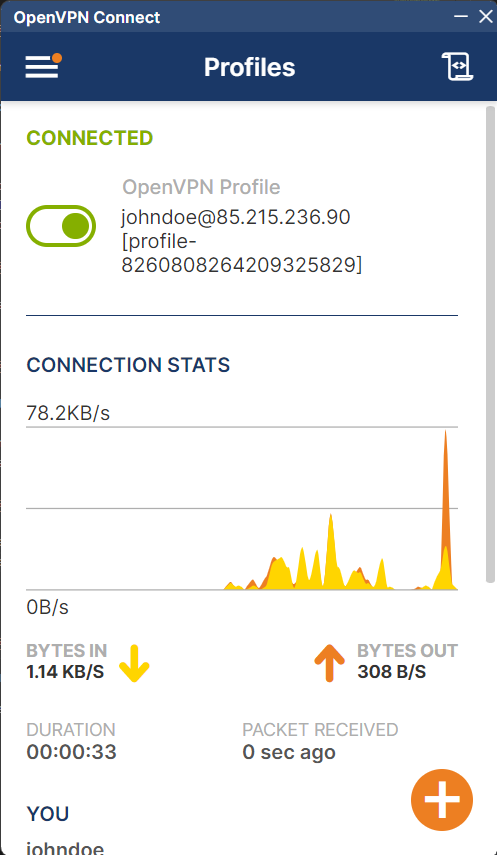 OpenVPN Connect
Profiles
CONNECTED
OpenVPN Profile
johndoe@85.215.236.90
[profile-
8260808264209325829]
CONNECTION STATS
78.2KB/s
0B/s
BYTES IN
1.14 KB/S
BYTES OUT
308 B/S
DURATION
00:00:33
PACKET RECEIVED
0 sec ago
YOU
johndoe